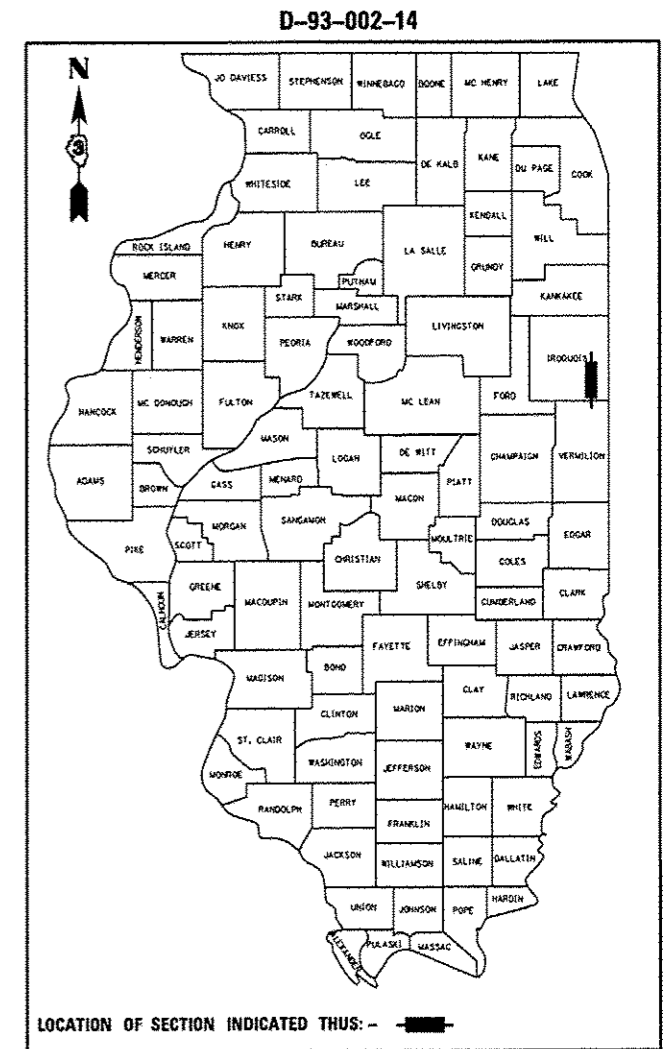 D-93-002-14
N
3
JO DAVIESS STEPHENSON WINNEBAGO BOONE MC HENRY LAKE
CARROLL OGLE DE KALB KANE DU PAGE COOK
WHITESIDE LEE
KENDALL WILL
ROCK ISLAND HENRY BUREAU LA SALLE GRUNDY
MERCER PUTNAM KANKAKEE
STARK MARSHALL
HENDERSON WARREN KNOX PEORIA WOODFORD LIVINGSTON IROQUOIS
HANCOCK MC DONOUGH FULTON TAZEWELL MC LEAN FORD
MASON
SCHUYLER LOGAN DE WITT CHAMPAIGN VERMILION
ADAMS BROWN CASS MENARD PIATT
MACON
PIKE SCOTT MORGAN SANGAMON MOULTRIE DOUGLAS EDGAR
CHRISTIAN COLES
CALHOUN GREENE MACOUPIN MONTGOMERY SHELBY CUMBERLAND CLARK
JERSEY FAYETTE EFFINGHAM JASPER CRAWFORD
MADISON BOND CLAY RICHLAND LAWRENCE
CLINTON MARION
ST. CLAIR WAYNE EDWARDS WABASH
MONROE WASHINGTON JEFFERSON
RANDOLPH PERRY HAMILTON WHITE
FRANKLIN
JACKSON WILLIAMSON SALINE GALLATIN
UNION JOHNSON POPE HARDIN
ALEXANDER PULASKI MASSAC
LOCATION OF SECTION INDICATED THUS: -